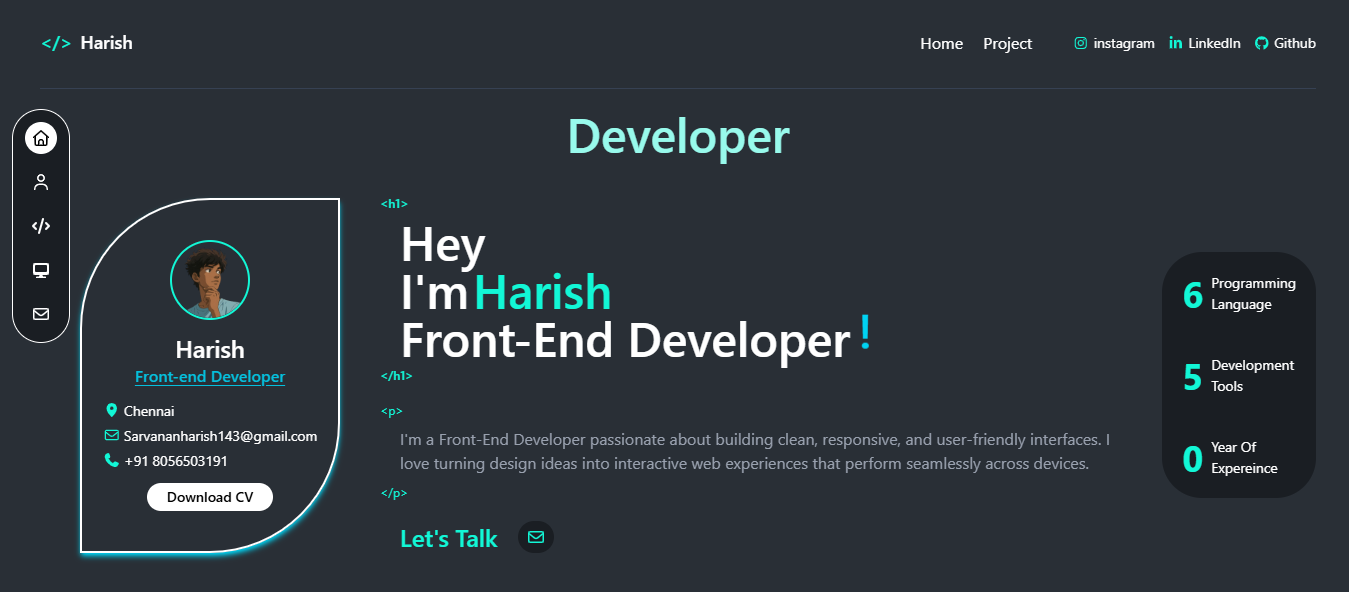 </> Harish
Home Project instagram LinkedIn Github
Developer
Harish
Front-end Developer
Chennai
Sarvananharish143@gmail.com
+91 8056503191
Download CV
<h1>
Hey
I'm Harish
Front-End Developer !
</h1>
<p>
I'm a Front-End Developer passionate about building clean, responsive, and user-friendly interfaces. I
love turning design ideas into interactive web experiences that perform seamlessly across devices.
</p>
Let's Talk
6 Programming
Language
5 Development
Tools
0 Year Of
Expereince